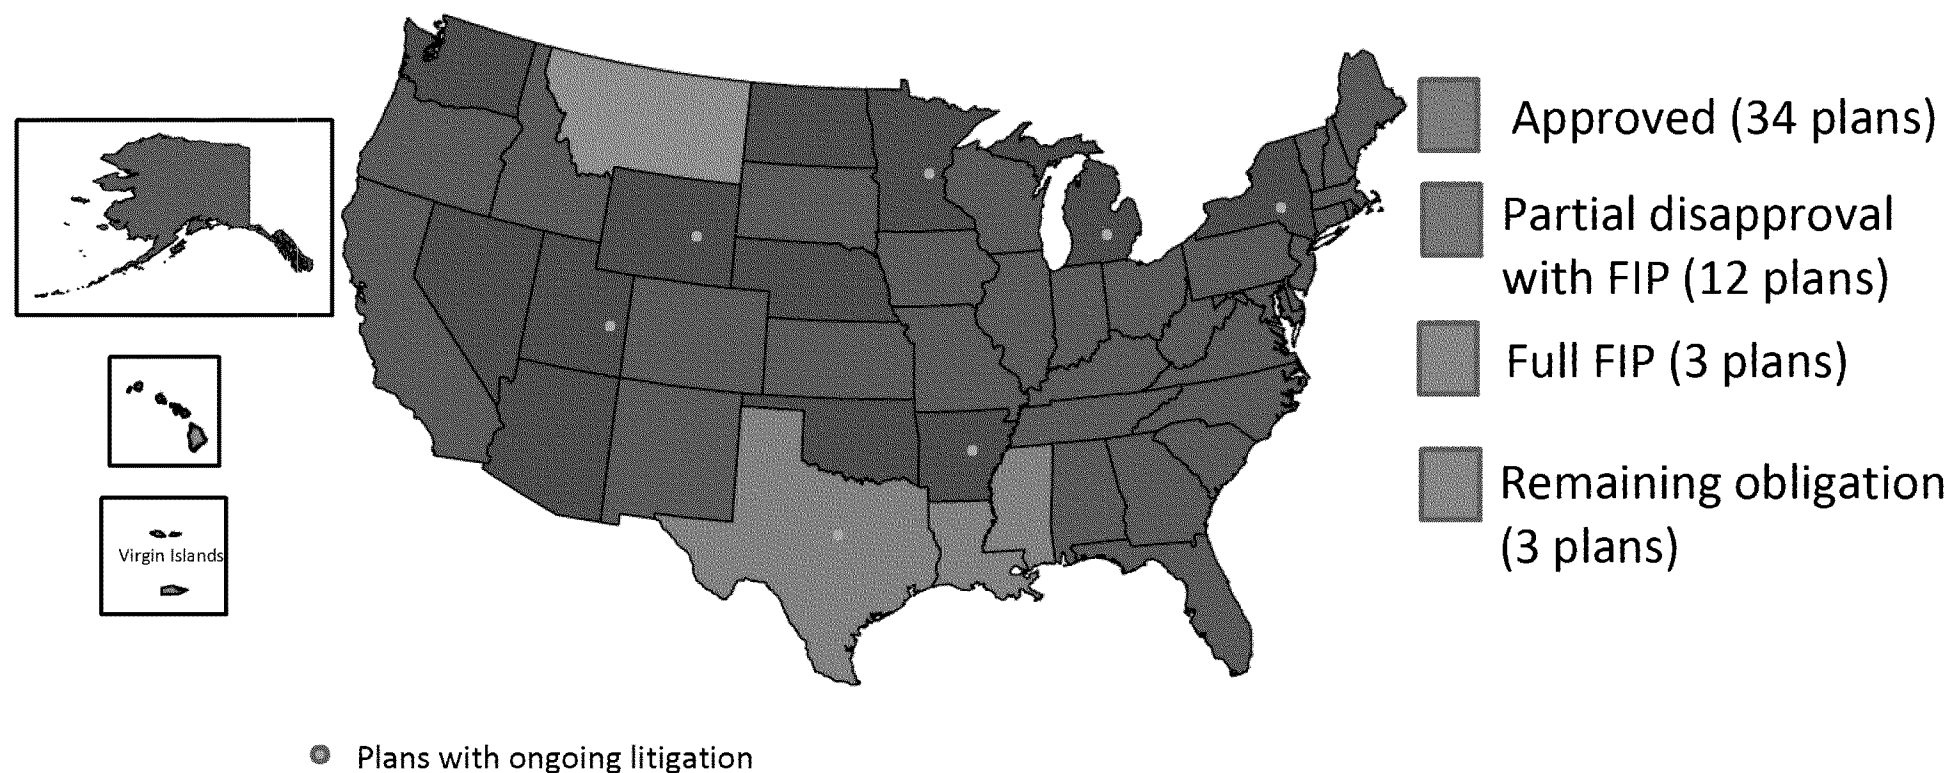 Approved (34 plans)
Partial disapproval
with FIP (12 plans)
Full FIP (3 plans)
Remaining obligation
(3 plans)
Virgin Islands
Plans with ongoing litigation